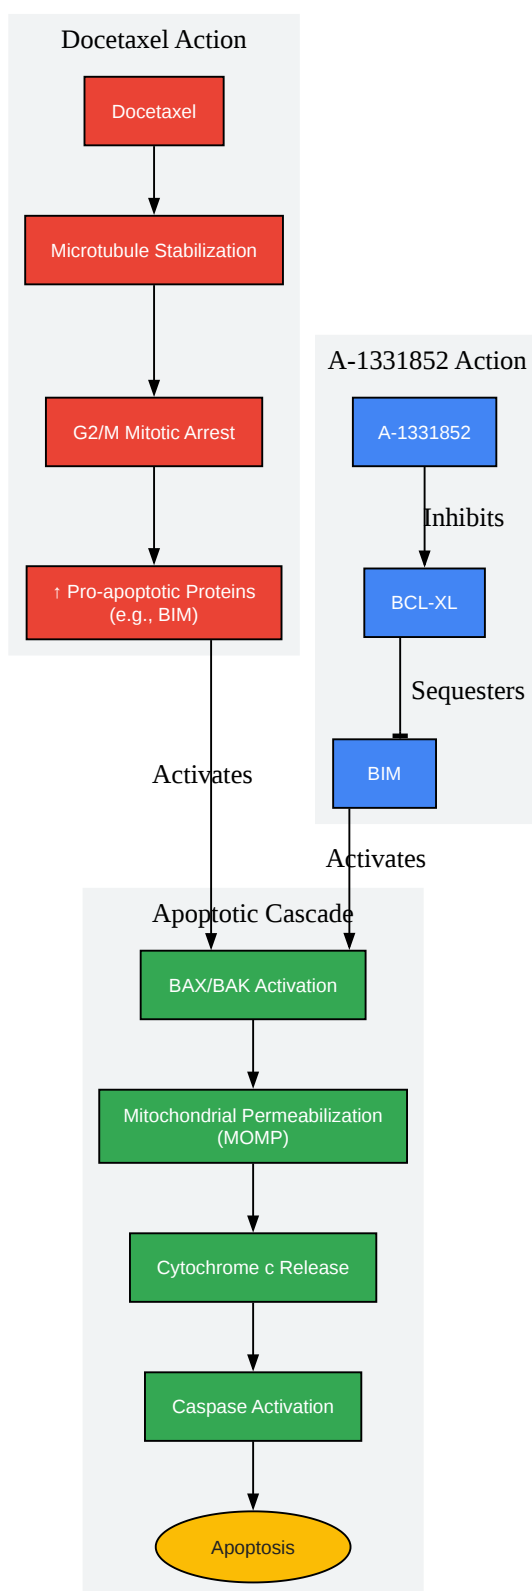 Docetaxel Action
Docetaxel
Microtubule Stabilization
G2/M Mitotic Arrest
↑ Pro-apoptotic Proteins
(e.g., BIM)
Activates
A-1331852 Action
A-1331852
Inhibits
BCL-XL
Sequesters
BIM
Activates
Apoptotic Cascade
BAX/BAK Activation
Mitochondrial Permeabilization
(MOMP)
Cytochrome c Release
Caspase Activation
Apoptosis